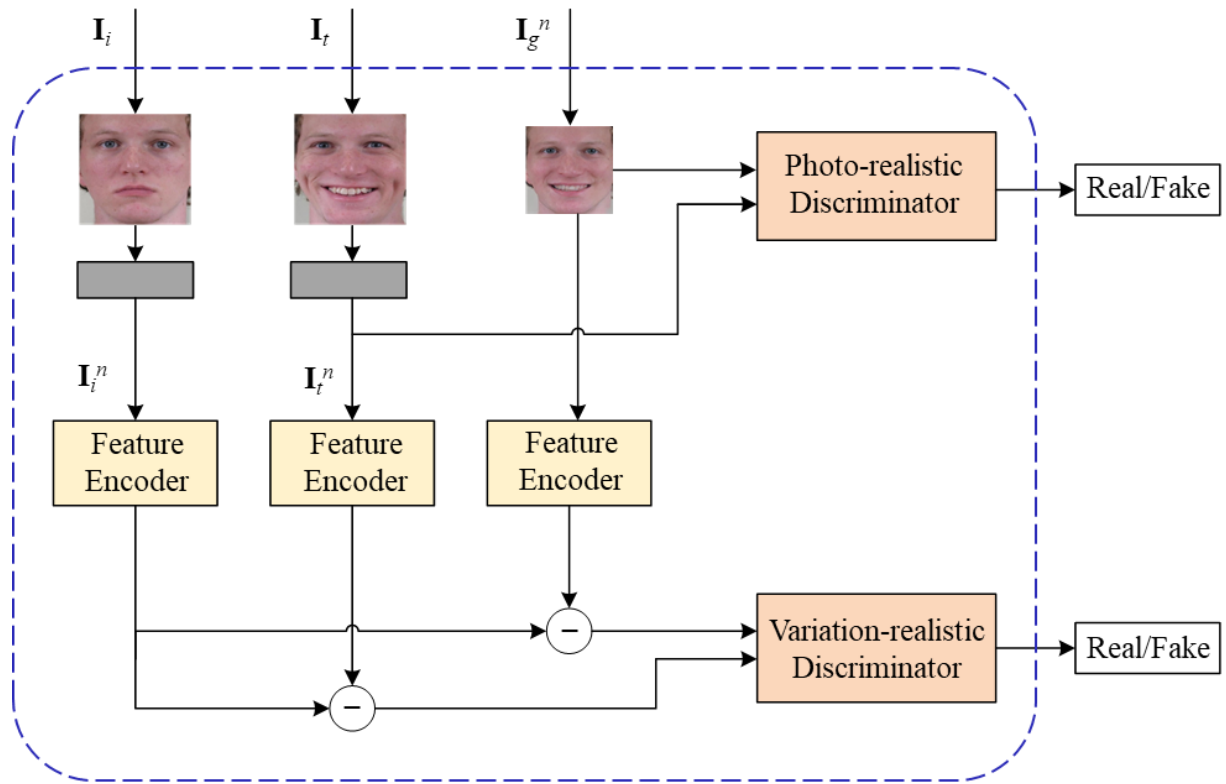 I_i
I_t
I_g^n
Photo-realistic
Discriminator
Real/Fake
I_i^n
I_t^n
Feature
Encoder
Feature
Encoder
Feature
Encoder
−
Variation-realistic
Discriminator
Real/Fake
−